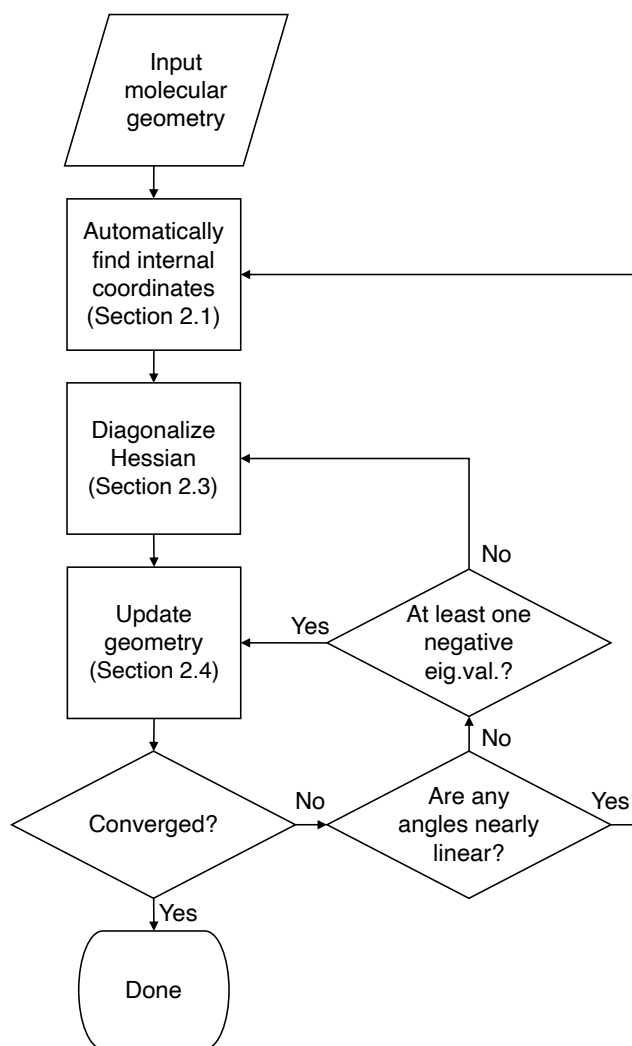 Input
molecular
geometry
Automatically
find internal
coordinates
(Section 2.1)
Diagonalize
Hessian
(Section 2.3)
No
Update
geometry
(Section 2.4)
Yes
At least one
negative
eig.val.?
No
Converged?
No
Are any
angles nearly
linear?
Yes
Yes
Done